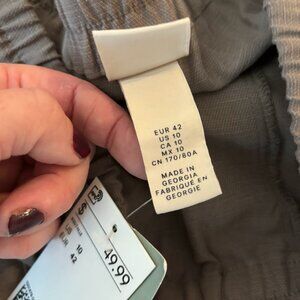 EUR 42
US 10
CA 10
MX 10
CN 170/80A
MADE IN
GEORGIA
FABRIQUÉ EN
GEORGIE
49.99
10
42